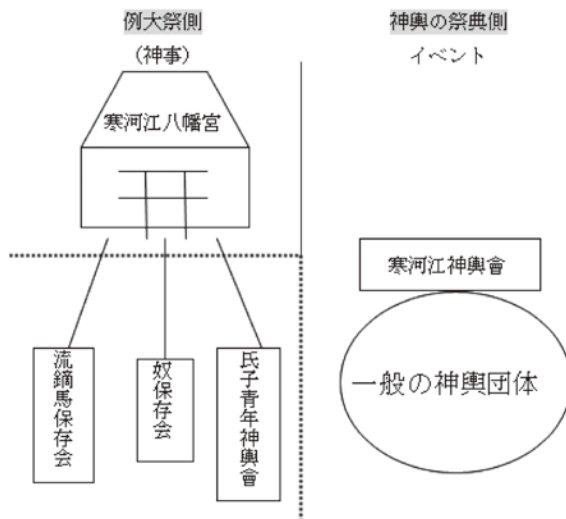 例大祭側
(神事)
寒河江八幡宮
流鏑馬保存会
奴保存会
氏子青年神輿會
神輿の祭典側
イベント
寒河江神輿會
一般の神輿団体